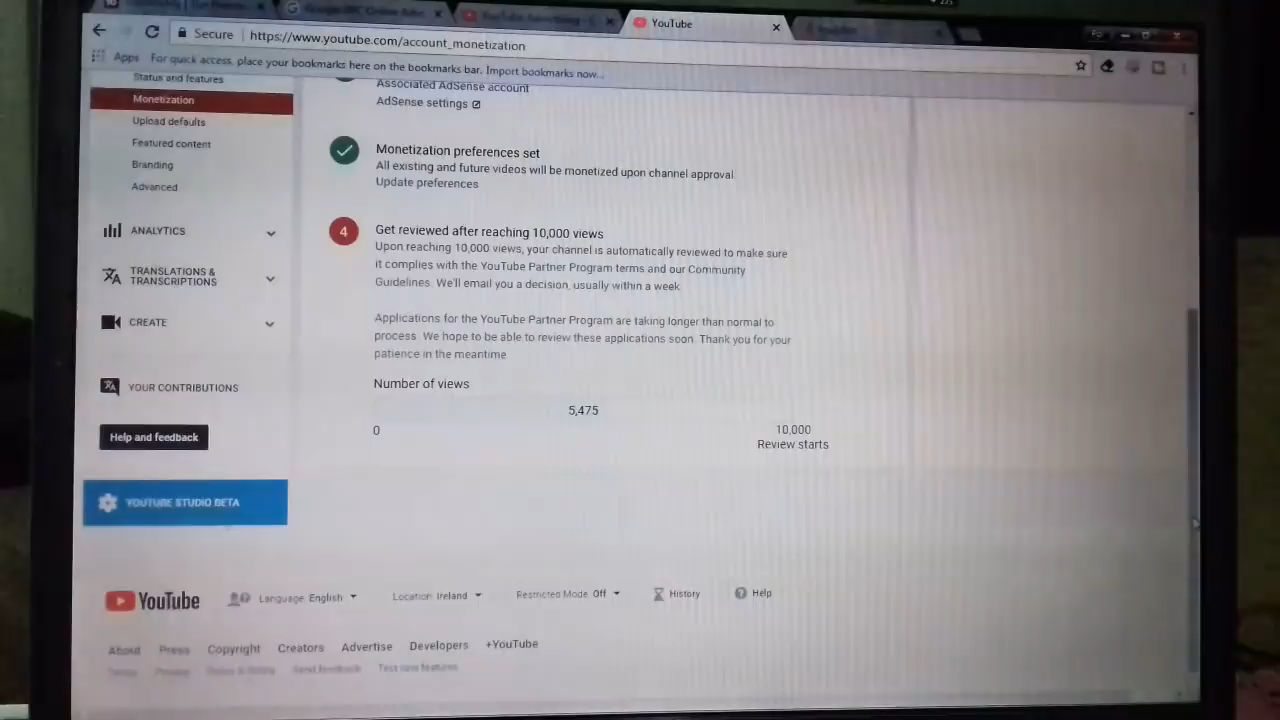 YouTube
Secure
https://www.youtube.com/account_monetization
Apps
For quick access, place your bookmarks here on the bookmarks bar. Import bookmarks now...
Status and features
Monetization
Upload defaults
Featured content
Branding
Advanced
ANALYTICS
TRANSLATIONS &
TRANSCRIPTIONS
CREATE
YOUR CONTRIBUTIONS
Help and feedback
YOUTUBE STUDIO BETA
Associated AdSense account
AdSense settings
Monetization preferences set
All existing and future videos will be monetized upon channel approval
Update preferences
4
Get reviewed after reaching 10,000 views
Upon reaching 10,000 views, your channel is automatically reviewed to make sure
it complies with the YouTube Partner Program terms and our Community
Guidelines. We'll email you a decision, usually within a week
Applications for the YouTube Partner Program are taking longer than normal to
process. We hope to be able to review these applications soon. Thank you for your
patience in the meantime
Number of views
5,475
0
10,000
Review starts
YouTube
Language: English
Location: Ireland
Restricted Mode: Off
History
Help
About Press Copyright Creators Advertise Developers +YouTube
Terms Privacy Send feedback Test new features